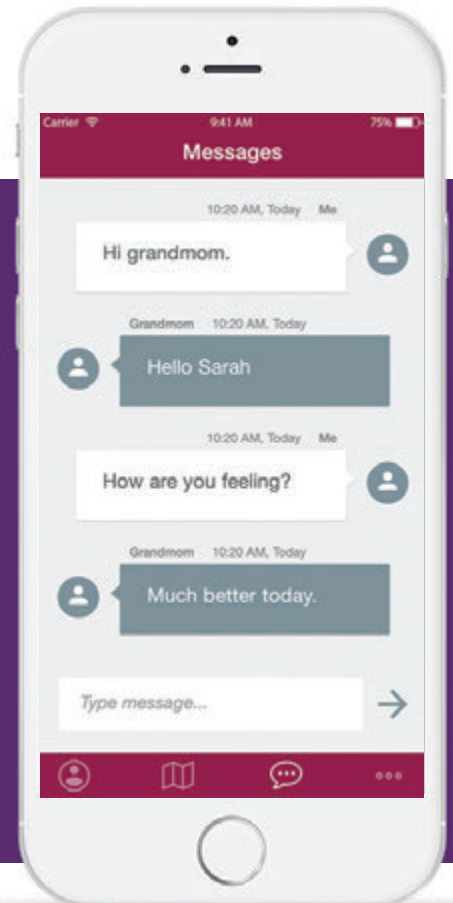 Carrier 9:41 AM 75%
Messages
10:20 AM, Today Me
Hi grandmom.
Grandmom 10:20 AM, Today
Hello Sarah
10:20 AM, Today Me
How are you feeling?
Grandmom 10:20 AM, Today
Much better today.
Type message...